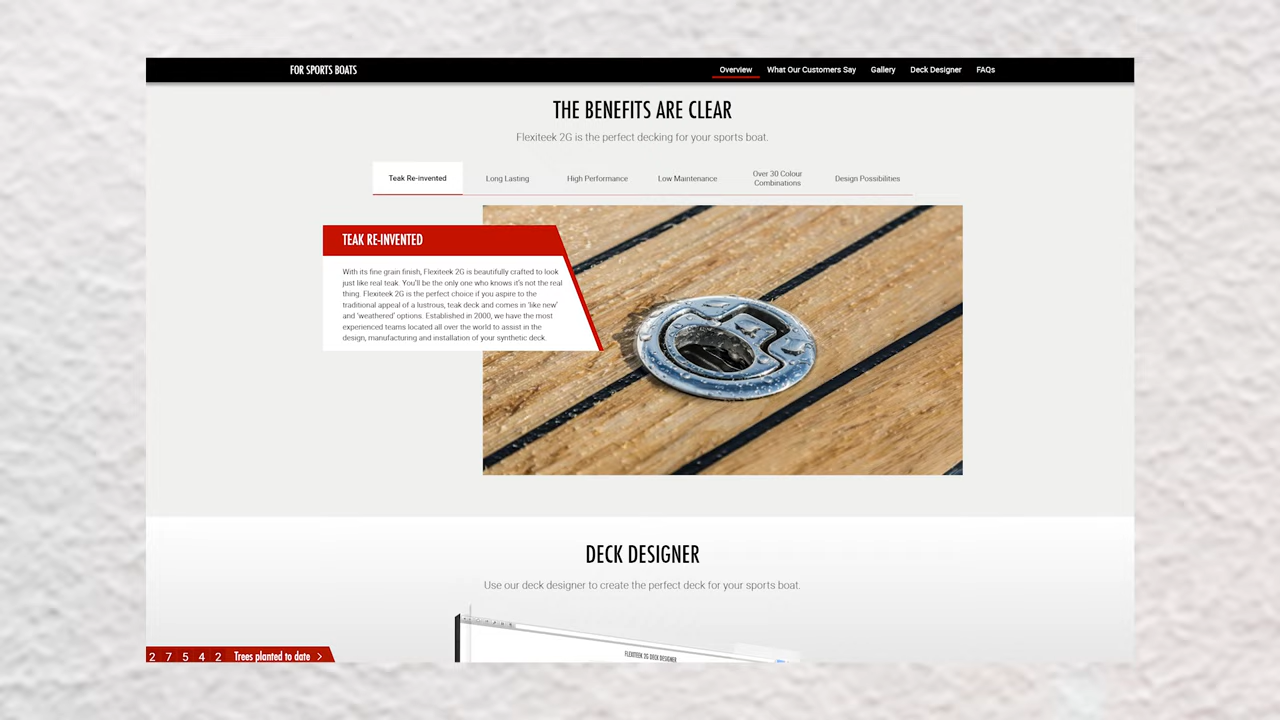 FOR SPORTS BOATS
Overview What Our Customers Say Gallery Deck Designer FAQs
THE BENEFITS ARE CLEAR
Flexiteek 2G is the perfect decking for your sports boat.
Teak Re-invented Long Lasting High Performance Low Maintenance Over 30 Colour Combinations Design Possibilities
TEAK RE-INVENTED
With its fine grain finish, Flexiteek 2G is beautifully crafted to look
just like real teak. You'll be the only one who knows it's not the real
thing. Flexiteek 2G is the perfect choice if you aspire to the
traditional appeal of a lustrous, teak deck and comes in 'like new'
and 'weathered' options. Established in 2000, we have the most
experienced teams located all over the world to assist in the
design, manufacturing and installation of your synthetic deck.
DECK DESIGNER
Use our deck designer to create the perfect deck for your sports boat.
FLEXITEEK 2G DECK DESIGNER
2 7 5 4 2 Trees planted to date >